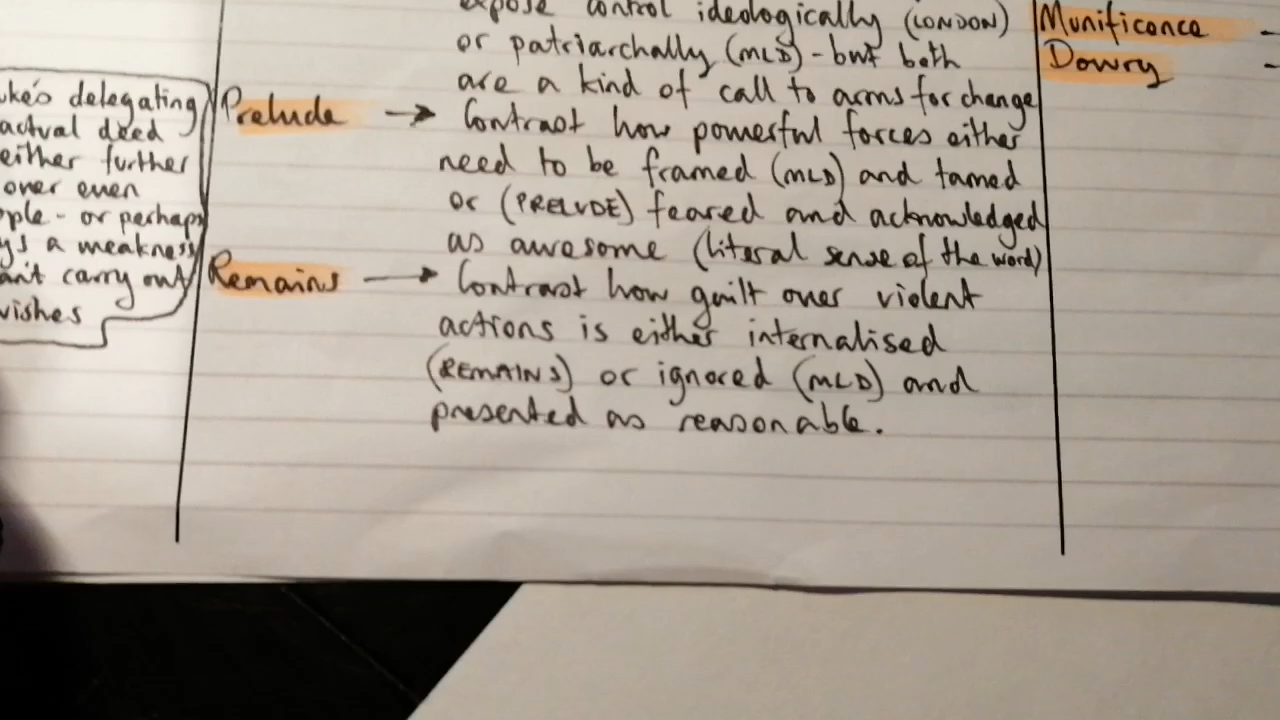 delegating
actual deed
either further
over even
or perhaps
a weakness
carry out
Prelude →
Remains →
expose control ideologically (LONDON)
or patriarchally (MLD) - but both
are a kind of call to arms for change
Contrast how powerful forces either
need to be framed (MLD) and tamed
or (PRELUDE) feared and acknowledged
as awesome (literal sense of the word)
Contrast how guilt over violent
actions is either internalised
(REMAINS) or ignored (MLD) and
presented as reasonable.
Munificance -
Dowry -